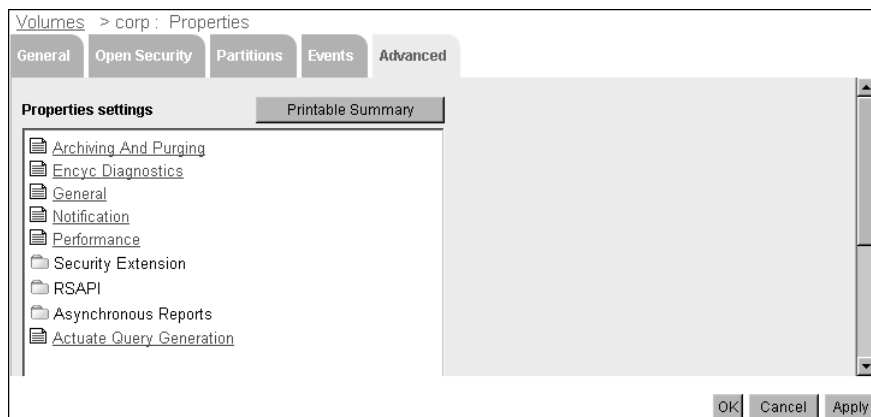 Volumes > corp : Properties
General Open Security Partitions Events Advanced
Properties settings Printable Summary
Archiving And Purging
Encyc Diagnostics
General
Notification
Performance
Security Extension
RSAPI
Asynchronous Reports
Actuate Query Generation
OK Cancel Apply